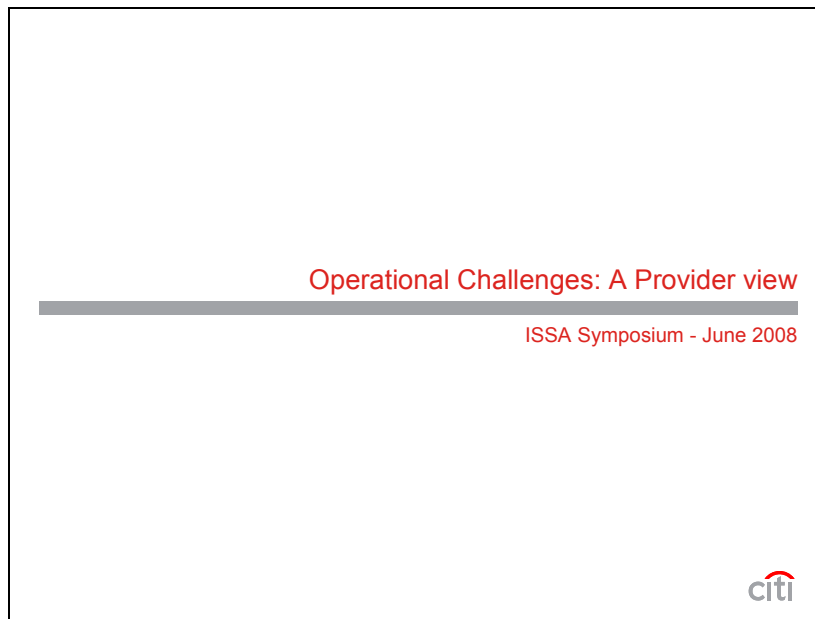 Operational Challenges: A Provider view
ISSA Symposium - June 2008
citi